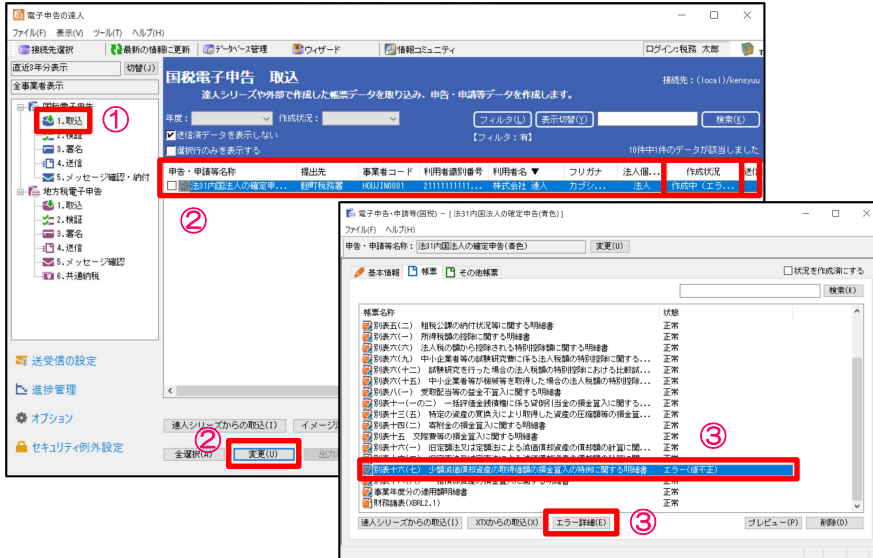 電子申告の達人
ファイル(F) 表示(V) ツール(T) ヘルプ(H)
接続先選択 最新の情報に更新 データベース管理 ウィザード 情報コミュニティ ログイン:税務 太郎
直近3年分表示 切替(J)
全事業者表示
国税電子申告
1.取込
①
2.検証
3.署名
4.送信
5.メッセージ確認・納付
地方税電子申告
1.取込
2.検証
3.署名
4.送信
5.メッセージ確認
6.共通納税
送受信の設定
進捗管理
オプション
セキュリティ例外設定
国税電子申告 取込
接続先:(local)/kensyuu
達人シリーズや外部で作成した帳票データを取り込み、申告・申請等データを作成します。
年度: 作成状況: フィルタ(L) 表示切替(Y) 検索(K)
送信済データを表示しない 【フィルタ:有】
選択行のみを表示する 10件中1件のデータが該当しました
申告・申請等名称 提出先 事業者コード 利用者識別番号 利用者名 ▼ フリガナ 法人個... 作成状況 送信
法31内国法人の確定申... 麹町税務署 HOUJIN0001 21111111111... 株式会社 達人 カブシ... 法人 作成中(エラ...
②
達人シリーズからの取込(I) イメージ
②
全選択(A) 変更(U) 出力
電子申告・申請等(国税) - [法31内国法人の確定申告(青色)]
ファイル(F) ヘルプ(H)
申告・申請等名称: 法31内国法人の確定申告(青色) 変更(U)
基本情報 帳票 その他帳票 状況を作成済にする
検索(K)
帳票名称 状態
別表五(二) 租税公課の納付状況等に関する明細書 正常
別表六(一) 所得税額の控除に関する明細書 正常
別表六(六) 法人税の額から控除される特別控除額に関する明細書 正常
別表六(九) 中小企業者等の試験研究費に係る法人税額の特別控除に関する... 正常
別表六(十二) 試験研究を行った場合の法人税額の特別控除における比較試... 正常
別表六(十五) 中小企業者等が機械等を取得した場合の法人税額の特別控除... 正常
別表八(一) 受取配当等の益金不算入に関する明細書 正常
別表十一(一の二) 一括評価金銭債権に係る貸倒引当金の損金算入に関する... 正常
別表十三(五) 特定の資産の買換えにより取得した資産の圧縮額等の損金算... 正常
別表十四(二) 寄附金の損金算入に関する明細書 正常
別表十五 交際費等の損金算入に関する明細書 正常
③
別表十六(一) 旧定額法又は定額法による減価償却資産の償却額の計算に関... 正常
別表十六(七) 少額減価償却資産の取得価額の損金算入の特例に関する明細書 エラー(値不正)
事業年度分の適用額明細書 正常
財務諸表(XBRL2.1) 正常
達人シリーズからの取込(I) XTXからの取込(X) エラー詳細(E) ③ プレビュー(P) 削除(D)